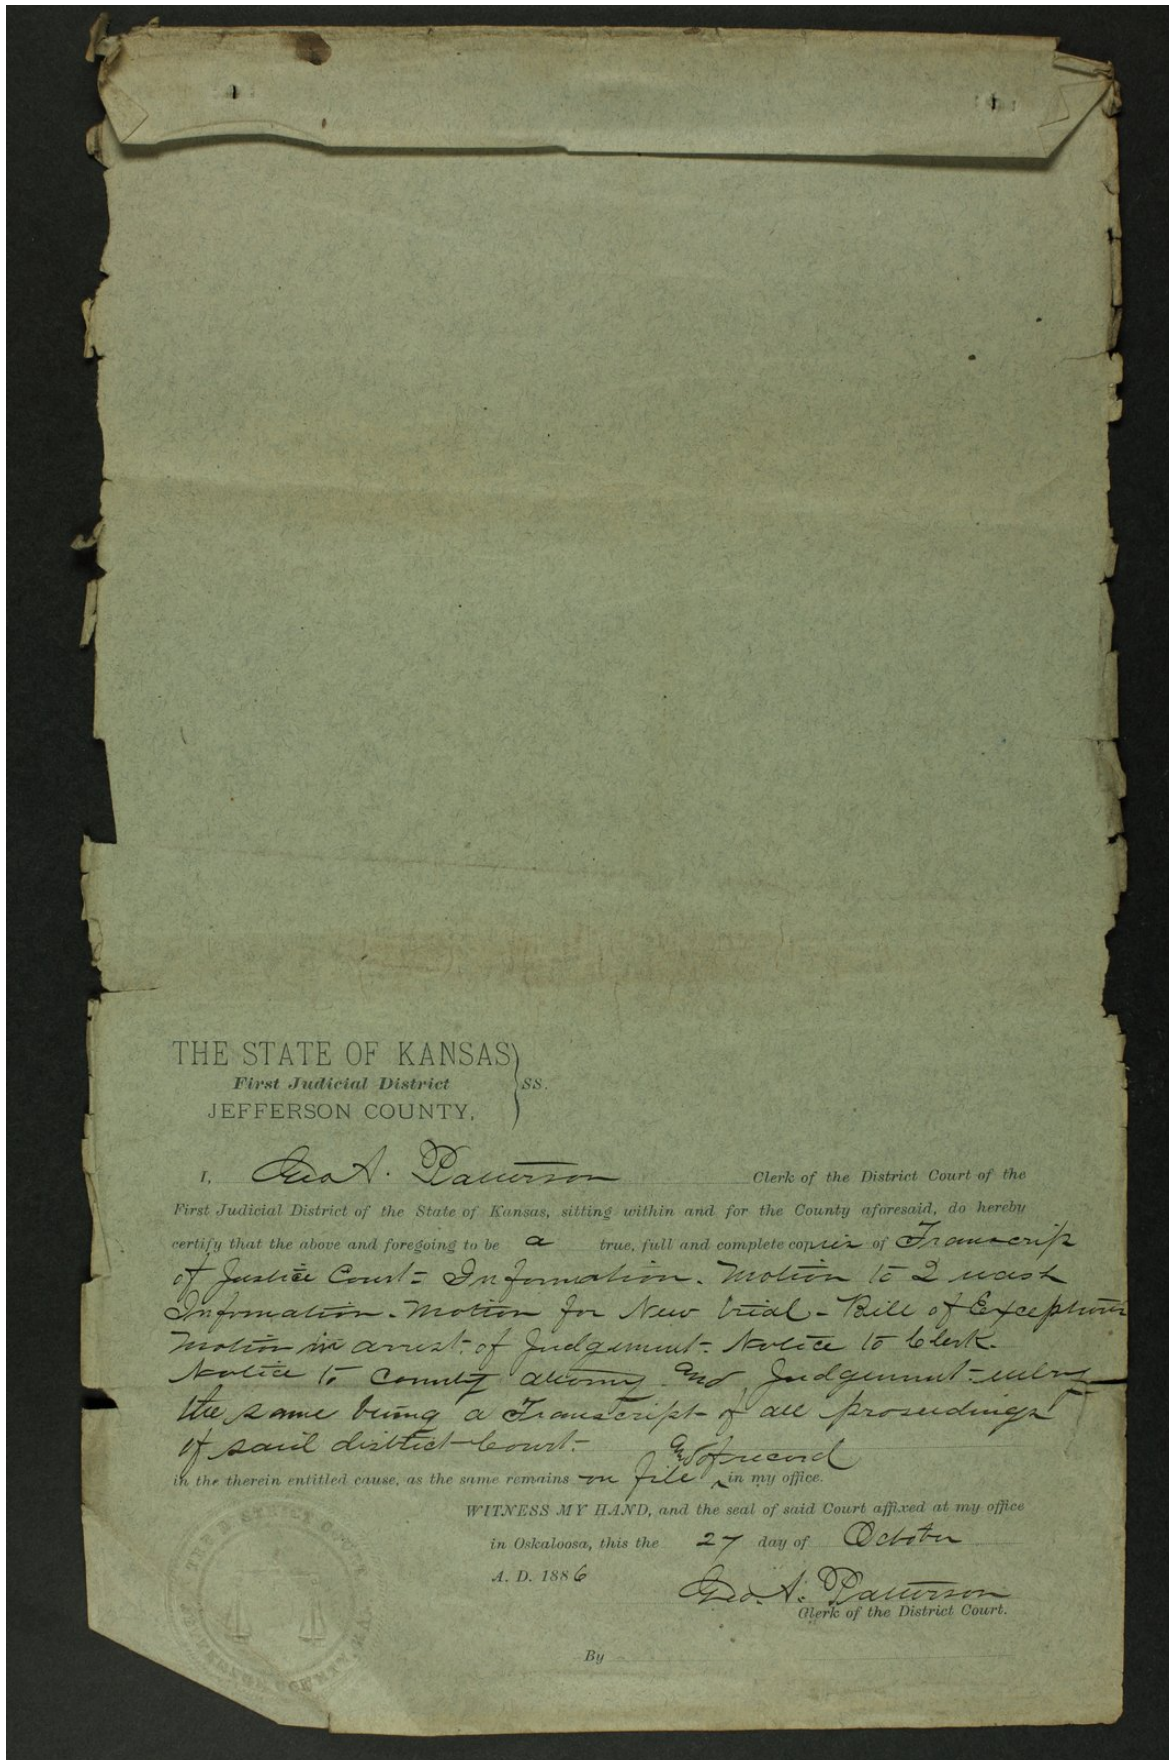 THE STATE OF KANSAS
First Judicial District } SS.
JEFFERSON COUNTY,
I, Geo A. Patterson Clerk of the District Court of the
First Judicial District of the State of Kansas, sitting within and for the County aforesaid, do hereby
certify that the above and foregoing to be a true, full and complete copies of Transcrip
of Justice Court - Information - Motion to Quash
Information - Motion for New trial - Bill of Exceptions
Motion in arrest of Judgement - Notice to Clerk -
Notice to County attorney and Judgement - entry
the same being a Transcript of all proseedings
of said district Court -
and of record
in the therein entitled cause, as the same remains on file in my office.
WITNESS MY HAND, and the seal of said Court affixed at my office
in Oskaloosa, this the 27 day of October
A. D. 1886
Geo. A. Patterson
Clerk of the District Court.
By